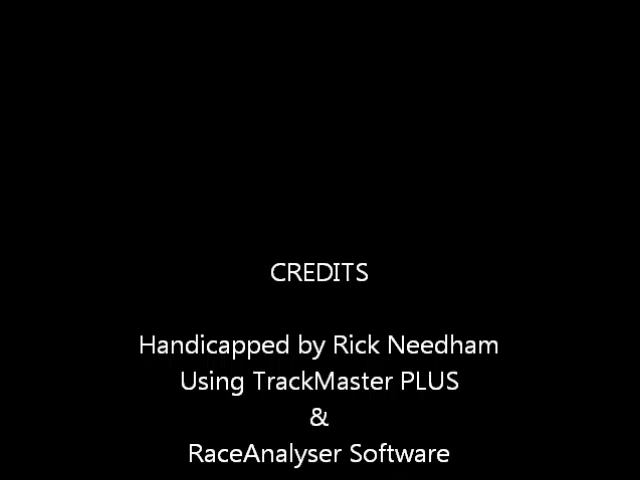 CREDITS
Handicapped by Rick Needham
Using TrackMaster PLUS
&
RaceAnalyser Software